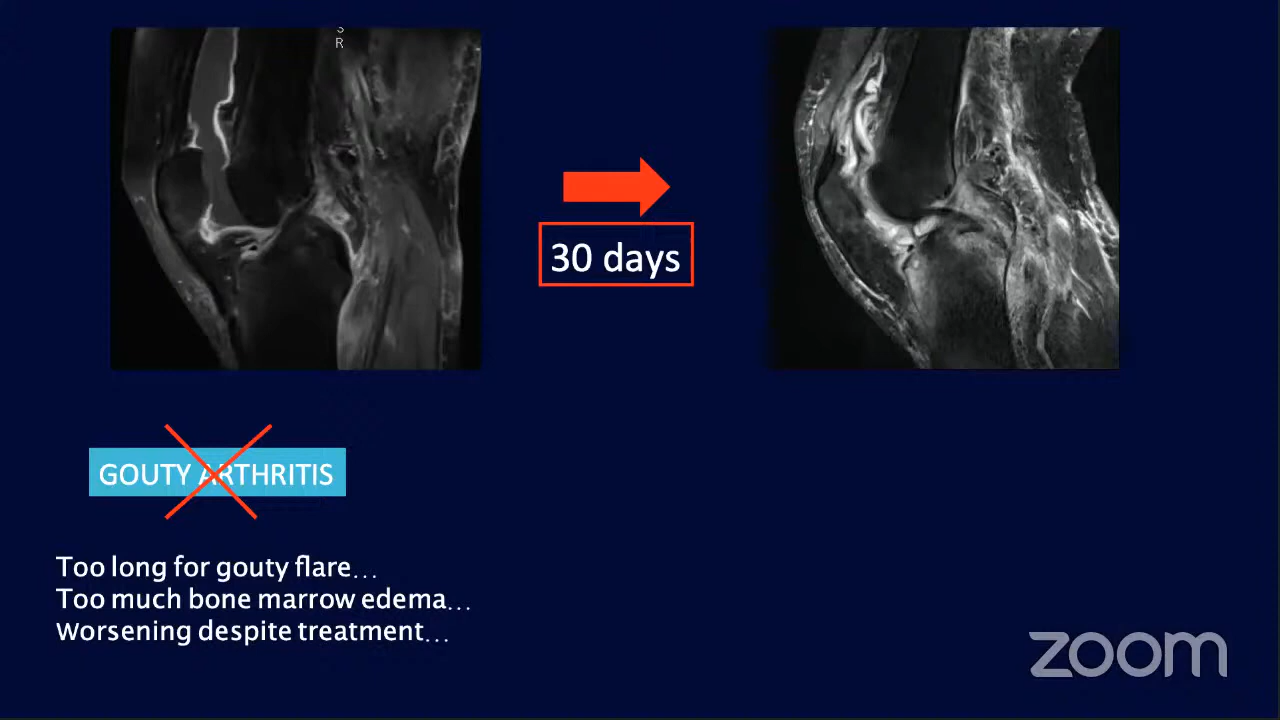 S
R
30 days
GOUTY ARTHRITIS
Too long for gouty flare...
Too much bone marrow edema...
Worsening despite treatment...
zoom